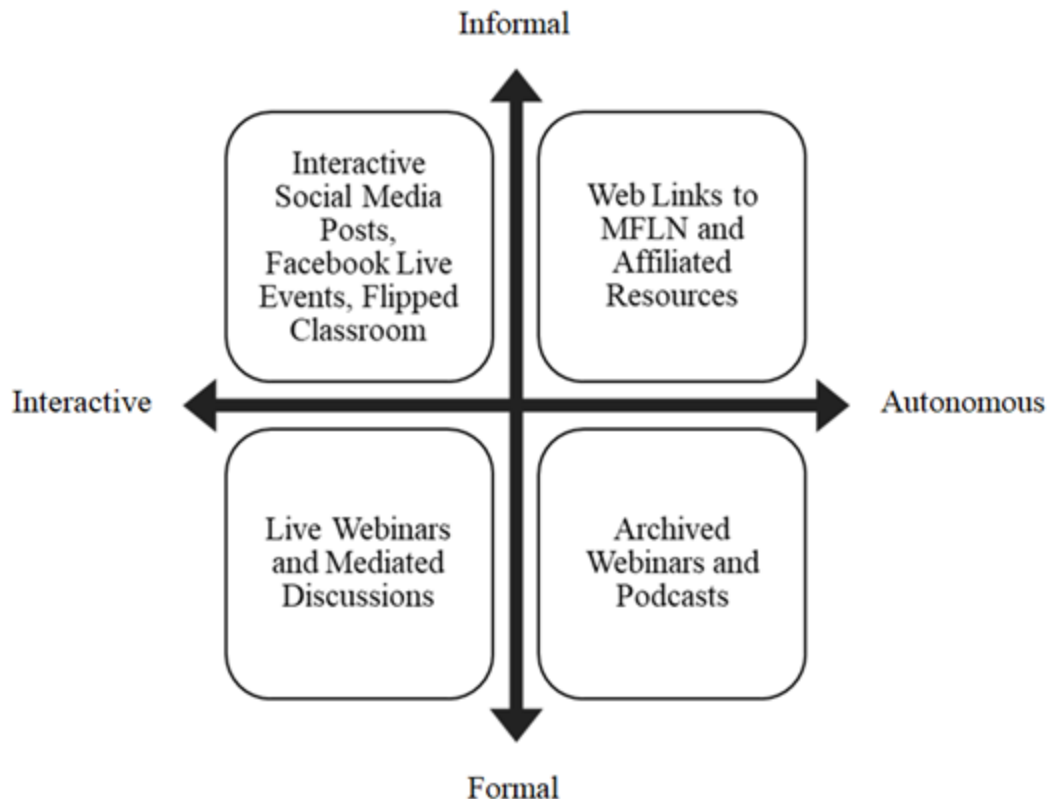 Informal
Interactive
Social Media
Posts,
Facebook Live
Events, Flipped
Classroom
Web Links to
MFLN and
Affiliated
Resources
Interactive
Autonomous
Live Webinars
and Mediated
Discussions
Archived
Webinars and
Podcasts
Formal